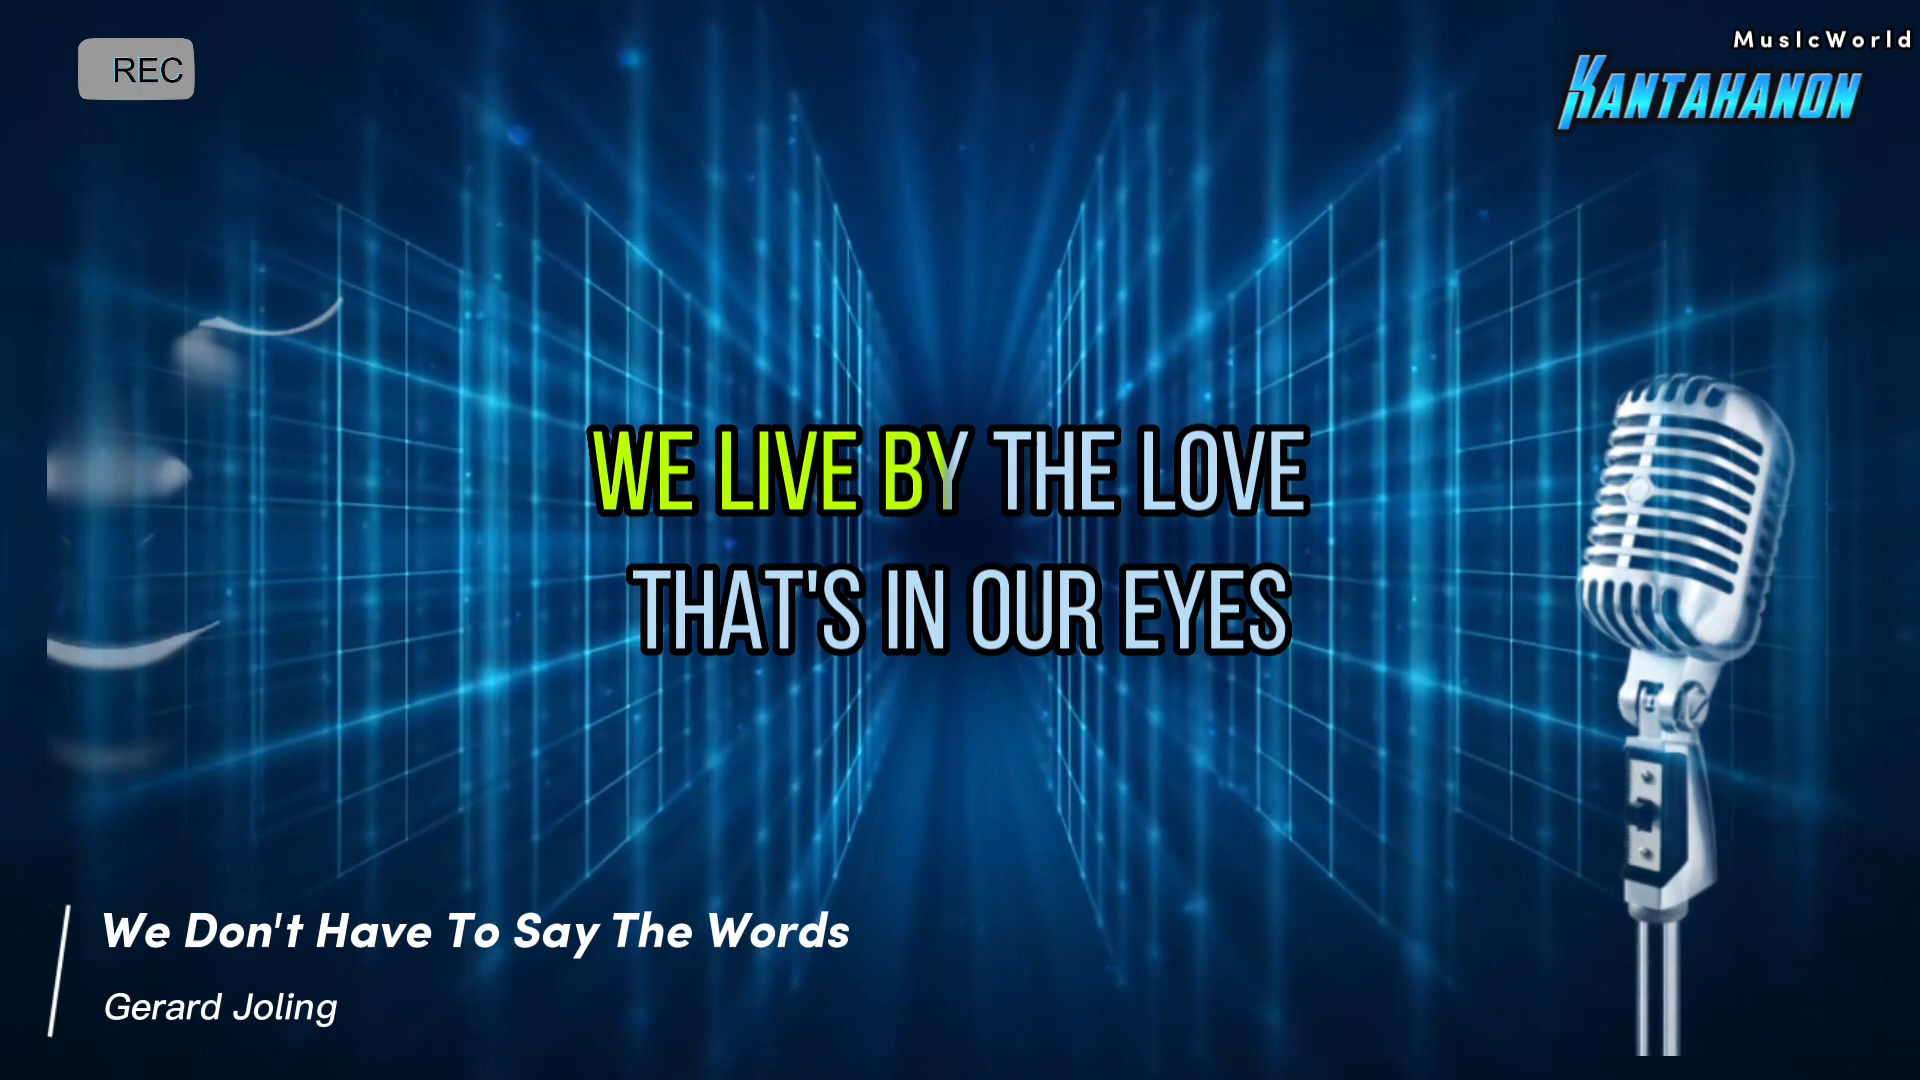 REC
MusIcWorld
KANTAHANON
WE LIVE BY THE LOVE
THAT'S IN OUR EYES
We Don't Have To Say The Words
Gerard Joling